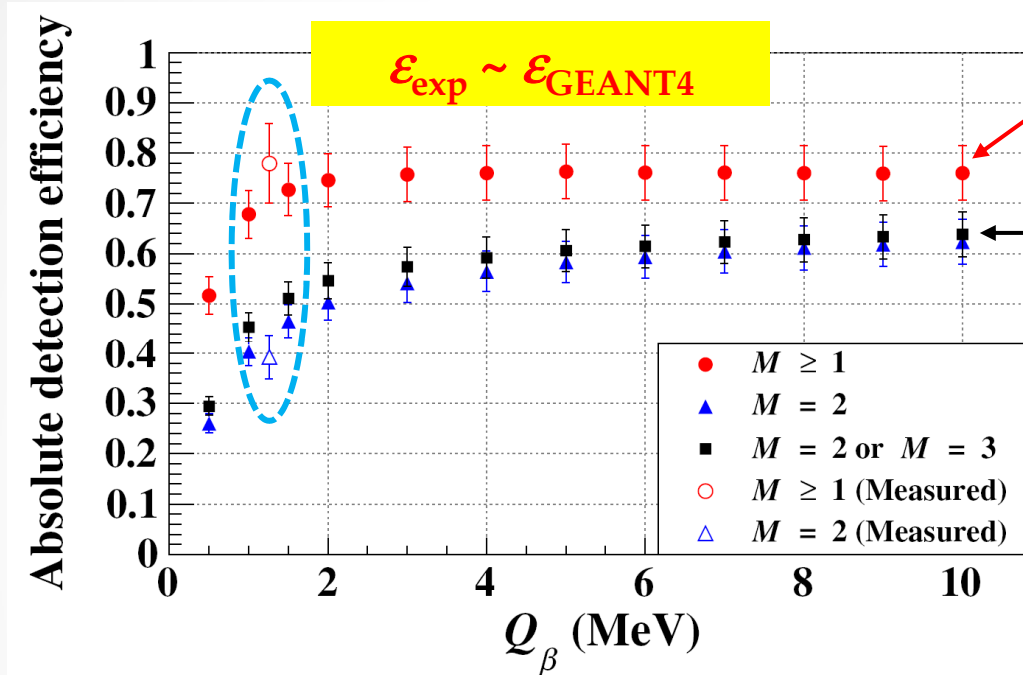 ε_exp ~ ε_GEANT4
Absolute detection efficiency
1
0.9
0.8
0.7
0.6
0.5
0.4
0.3
0.2
0.1
0
M ≥ 1
M = 2
M = 2 or M = 3
M ≥ 1 (Measured)
M = 2 (Measured)
0 2 4 6 8 10
Q_β (MeV)